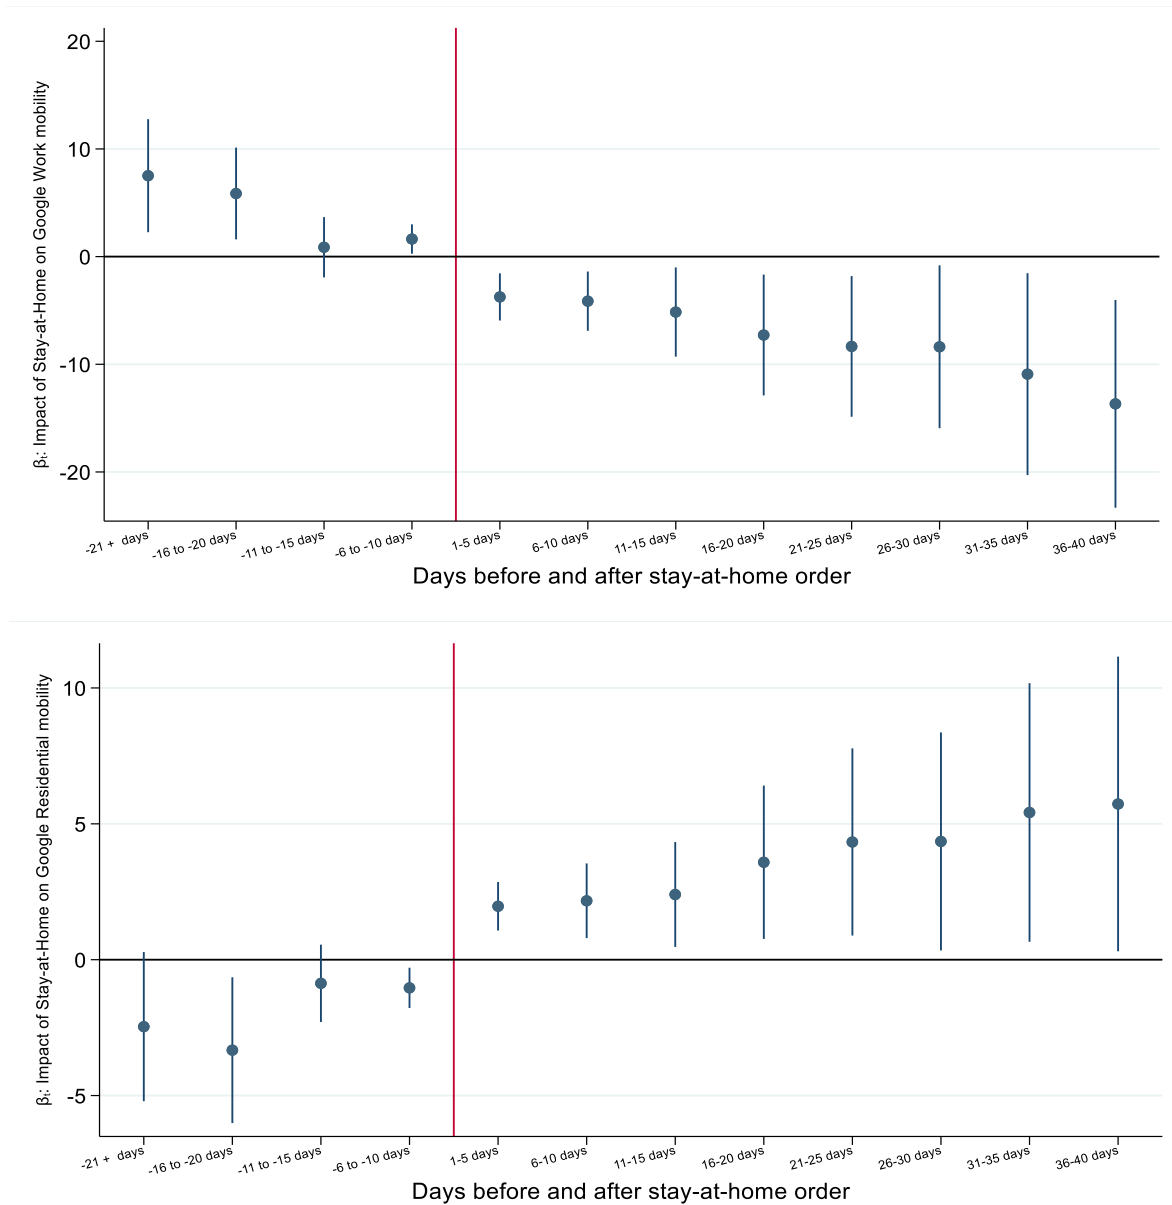 βₜ: Impact of Stay-at-Home on Google Work mobility
20
10
0
-10
-20
-21 + days
-16 to -20 days
-11 to -15 days
-6 to -10 days
1-5 days
6-10 days
11-15 days
16-20 days
21-25 days
26-30 days
31-35 days
36-40 days
Days before and after stay-at-home order
βₜ: Impact of Stay-at-Home on Google Residential mobility
10
5
0
-5
-21 + days
-16 to -20 days
-11 to -15 days
-6 to -10 days
1-5 days
6-10 days
11-15 days
16-20 days
21-25 days
26-30 days
31-35 days
36-40 days
Days before and after stay-at-home order